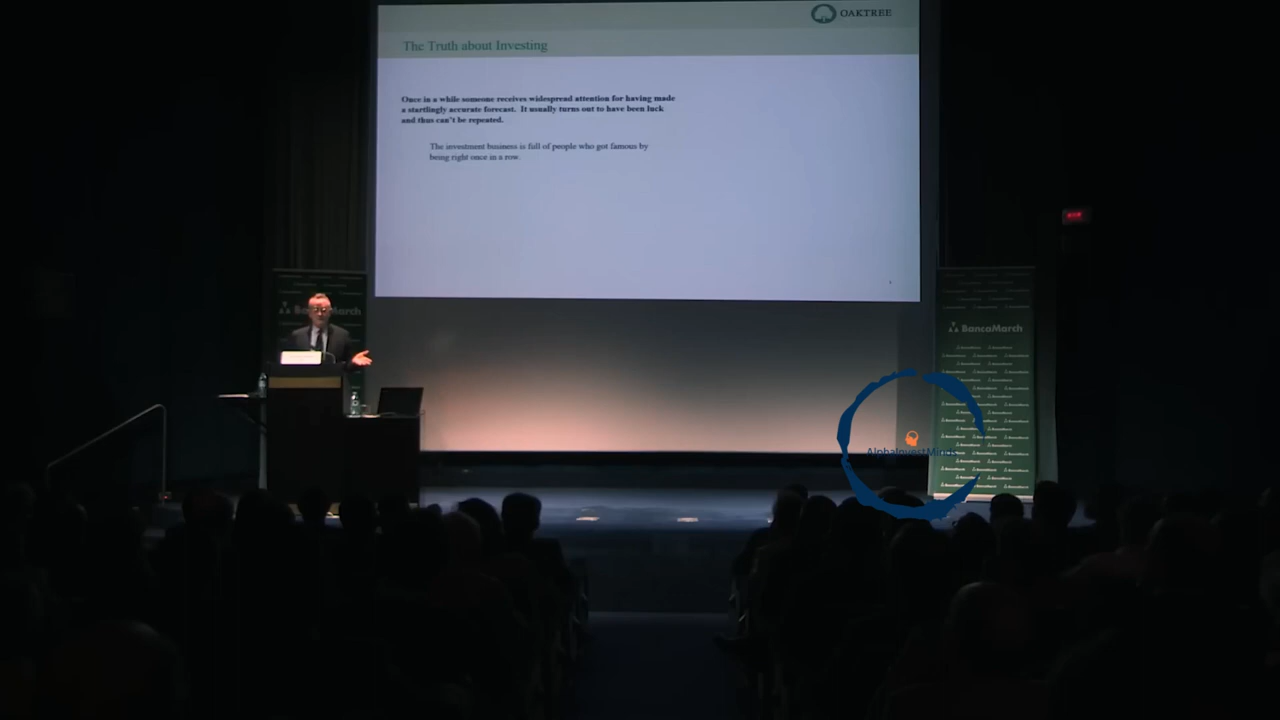 OAKTREE
The Truth about Investing
Once in a while someone receives widespread attention for having made
a startlingly accurate forecast. It usually turns out to have been luck
and thus can't be repeated.
The investment business is full of people who got famous by
being right once in a row.
BancaMarch
BancaMarch
AlphaInvestMinds